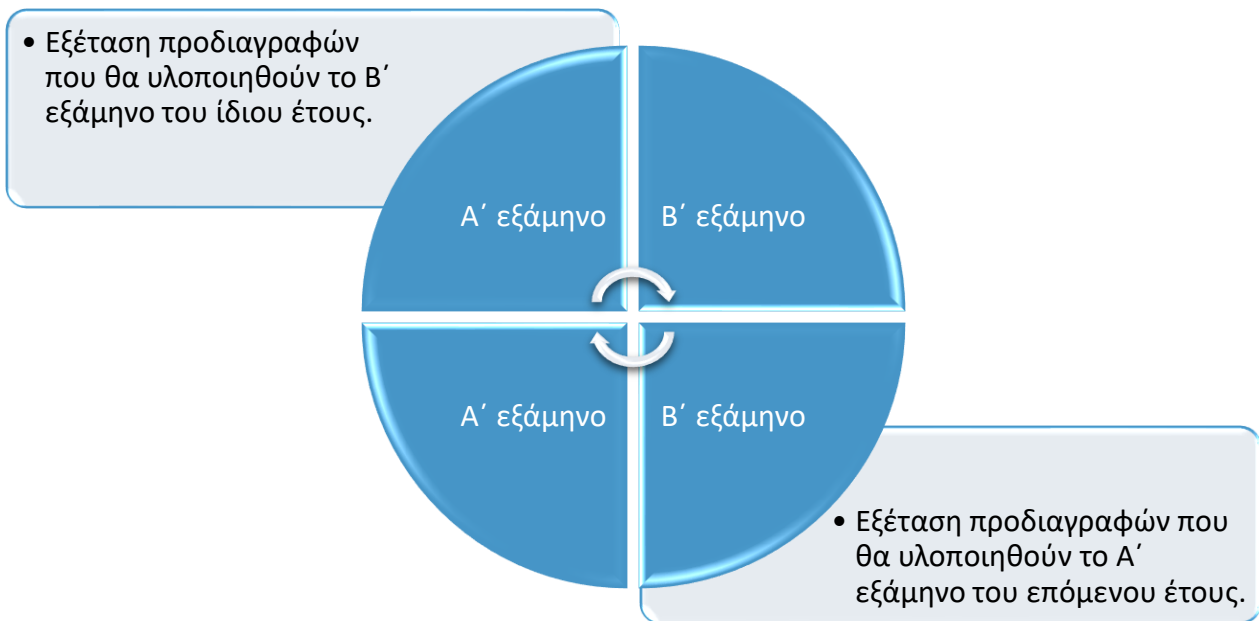 • Εξέταση προδιαγραφών
που θα υλοποιηθούν το Β΄
εξάμηνο του ίδιου έτους.
Α΄ εξάμηνο
Β΄ εξάμηνο
Α΄ εξάμηνο
Β΄ εξάμηνο
• Εξέταση προδιαγραφών που
θα υλοποιηθούν το Α΄
εξάμηνο του επόμενου έτους.